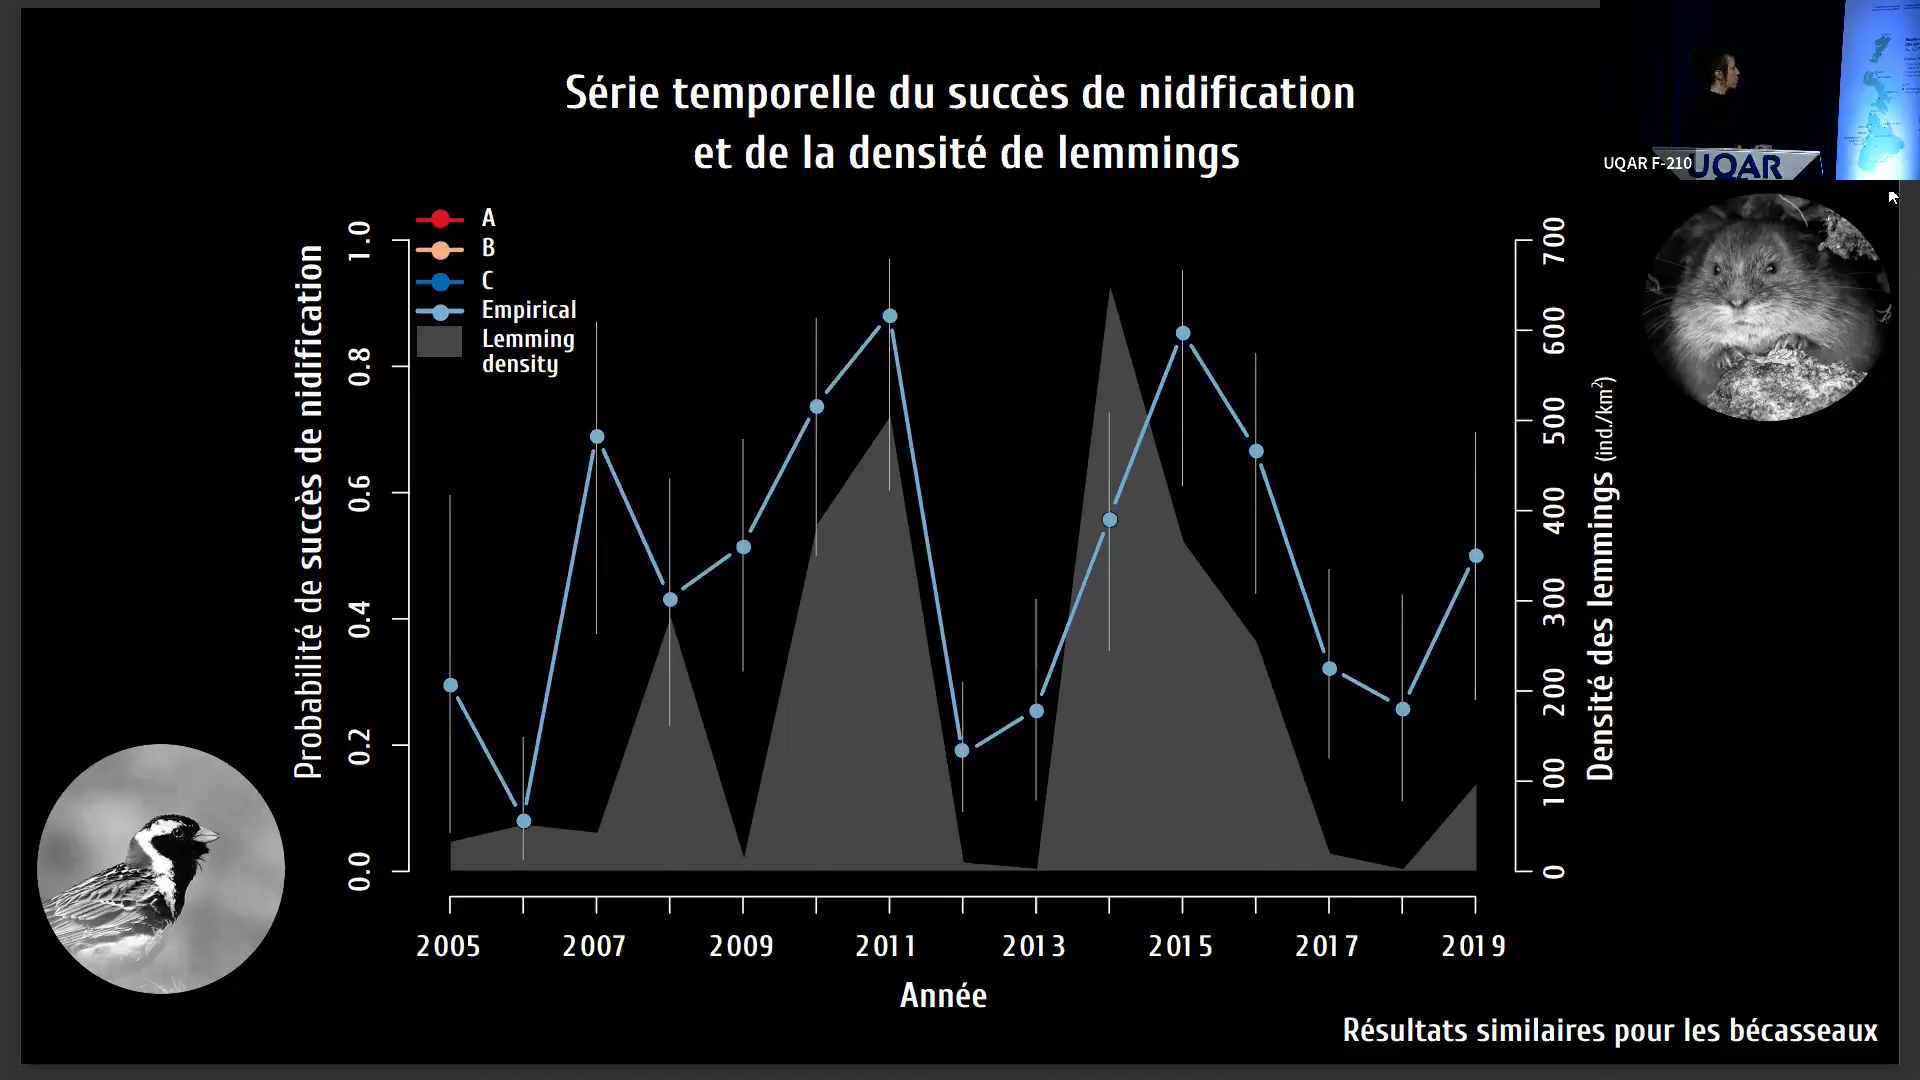 Série temporelle du succès de nidification
et de la densité de lemmings
UQAR F-210
UQAR
A
B
C
Empirical
Lemming
density
Probabilité de succès de nidification
1.0
0.8
0.6
0.4
0.2
0.0
700
600
500
400
300
200
100
0
Densité des lemmings (ind./km²)
2005 2007 2009 2011 2013 2015 2017 2019
Année
Résultats similaires pour les bécasseaux